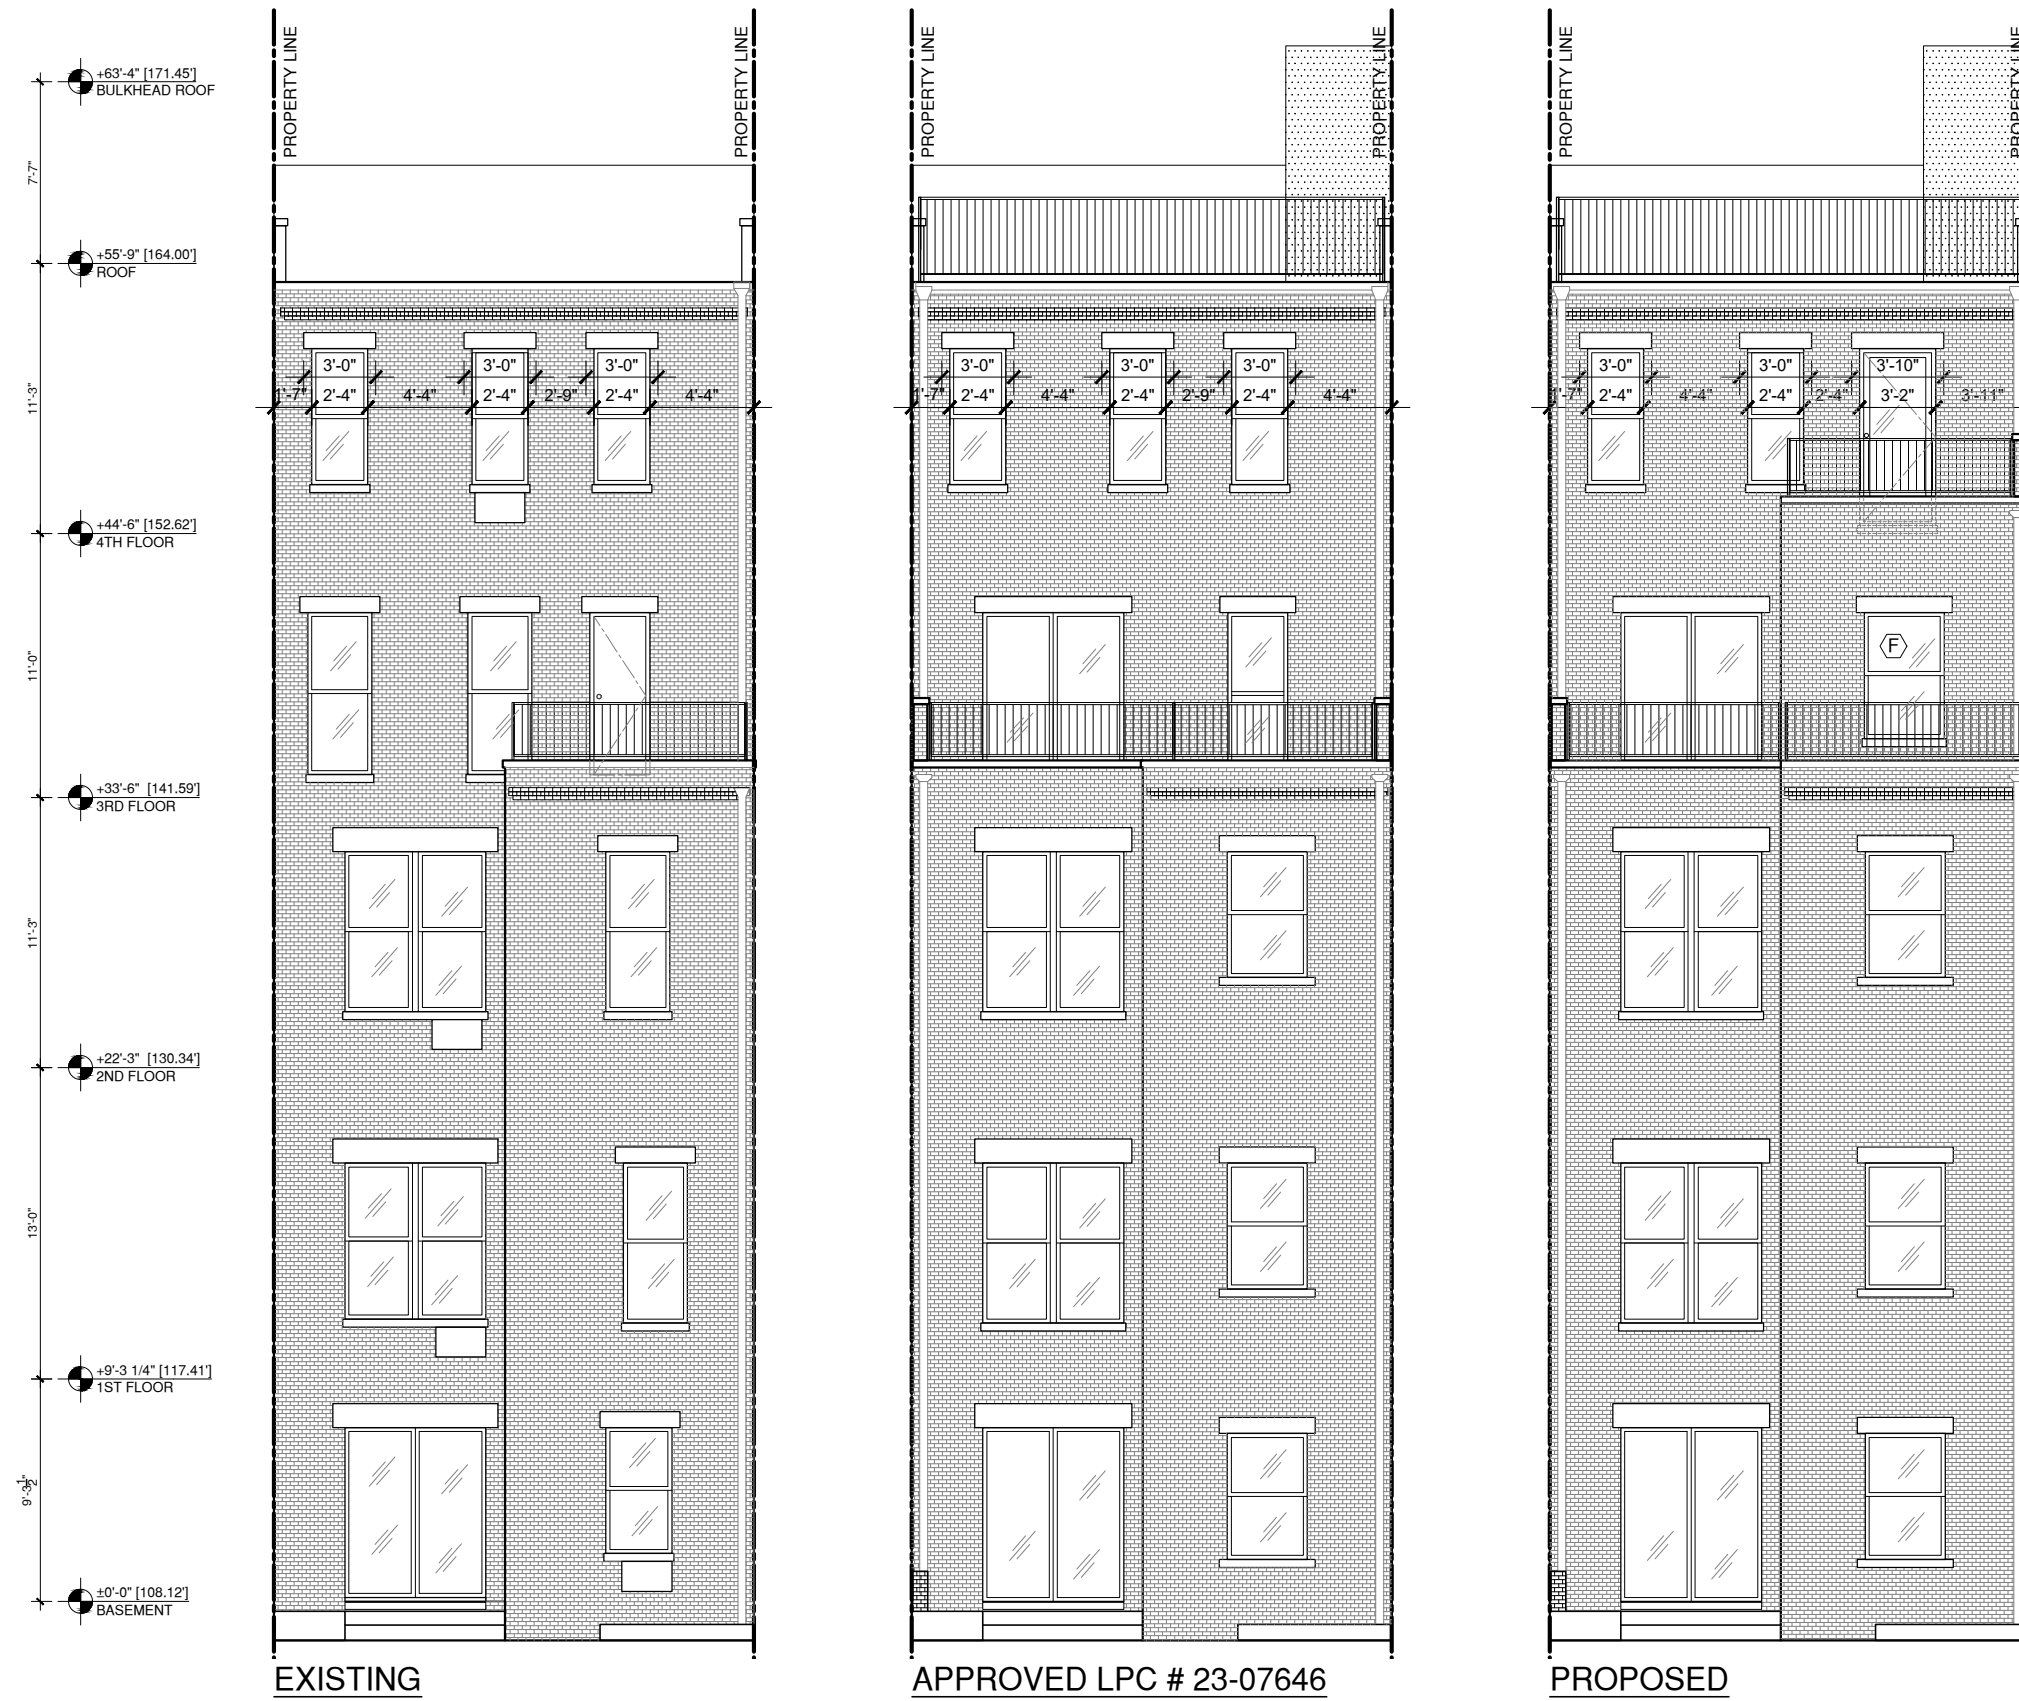 PROPERTY LINE
PROPERTY LINE
PROPERTY LINE
PROPERTY LINE
PROPERTY LINE
PROPERTY LINE
+63'-4" [171.45']
BULKHEAD ROOF
7'-7"
+55'-9" [164.00']
ROOF
3'-0" 3'-0" 3'-0"
1'-7" 2'-4" 4'-4" 2'-4" 2'-9" 2'-4" 4'-4"
3'-0" 3'-0" 3'-0"
1'-7" 2'-4" 4'-4" 2'-4" 2'-9" 2'-4" 4'-4"
3'-0" 3'-0" 3'-10"
1'-7" 2'-4" 4'-4" 2'-4" 2'-4" 3'-2" 3'-11"
11'-3"
+44'-6" [152.62']
4TH FLOOR
11'-0"
F
+33'-6" [141.59']
3RD FLOOR
11'-3"
+22'-3" [130.34']
2ND FLOOR
13'-0"
+9'-3 1/4" [117.41']
1ST FLOOR
9'-3 1/2"
±0'-0" [108.12']
BASEMENT
EXISTING
APPROVED LPC # 23-07646
PROPOSED